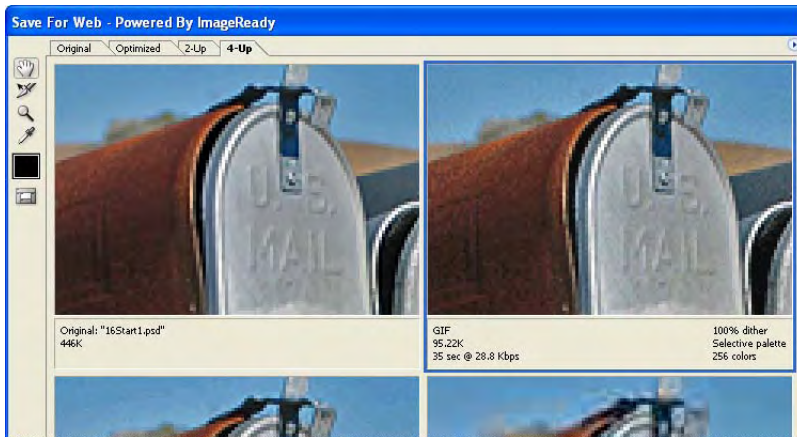 Save For Web - Powered By ImageReady
Original
Optimized
2-Up
4-Up
U.S.
MAIL
U.S.
MAIL
Original: "16Start1.psd"
446K
GIF
95.22K
35 sec @ 28.8 Kbps
100% dither
Selective palette
256 colors